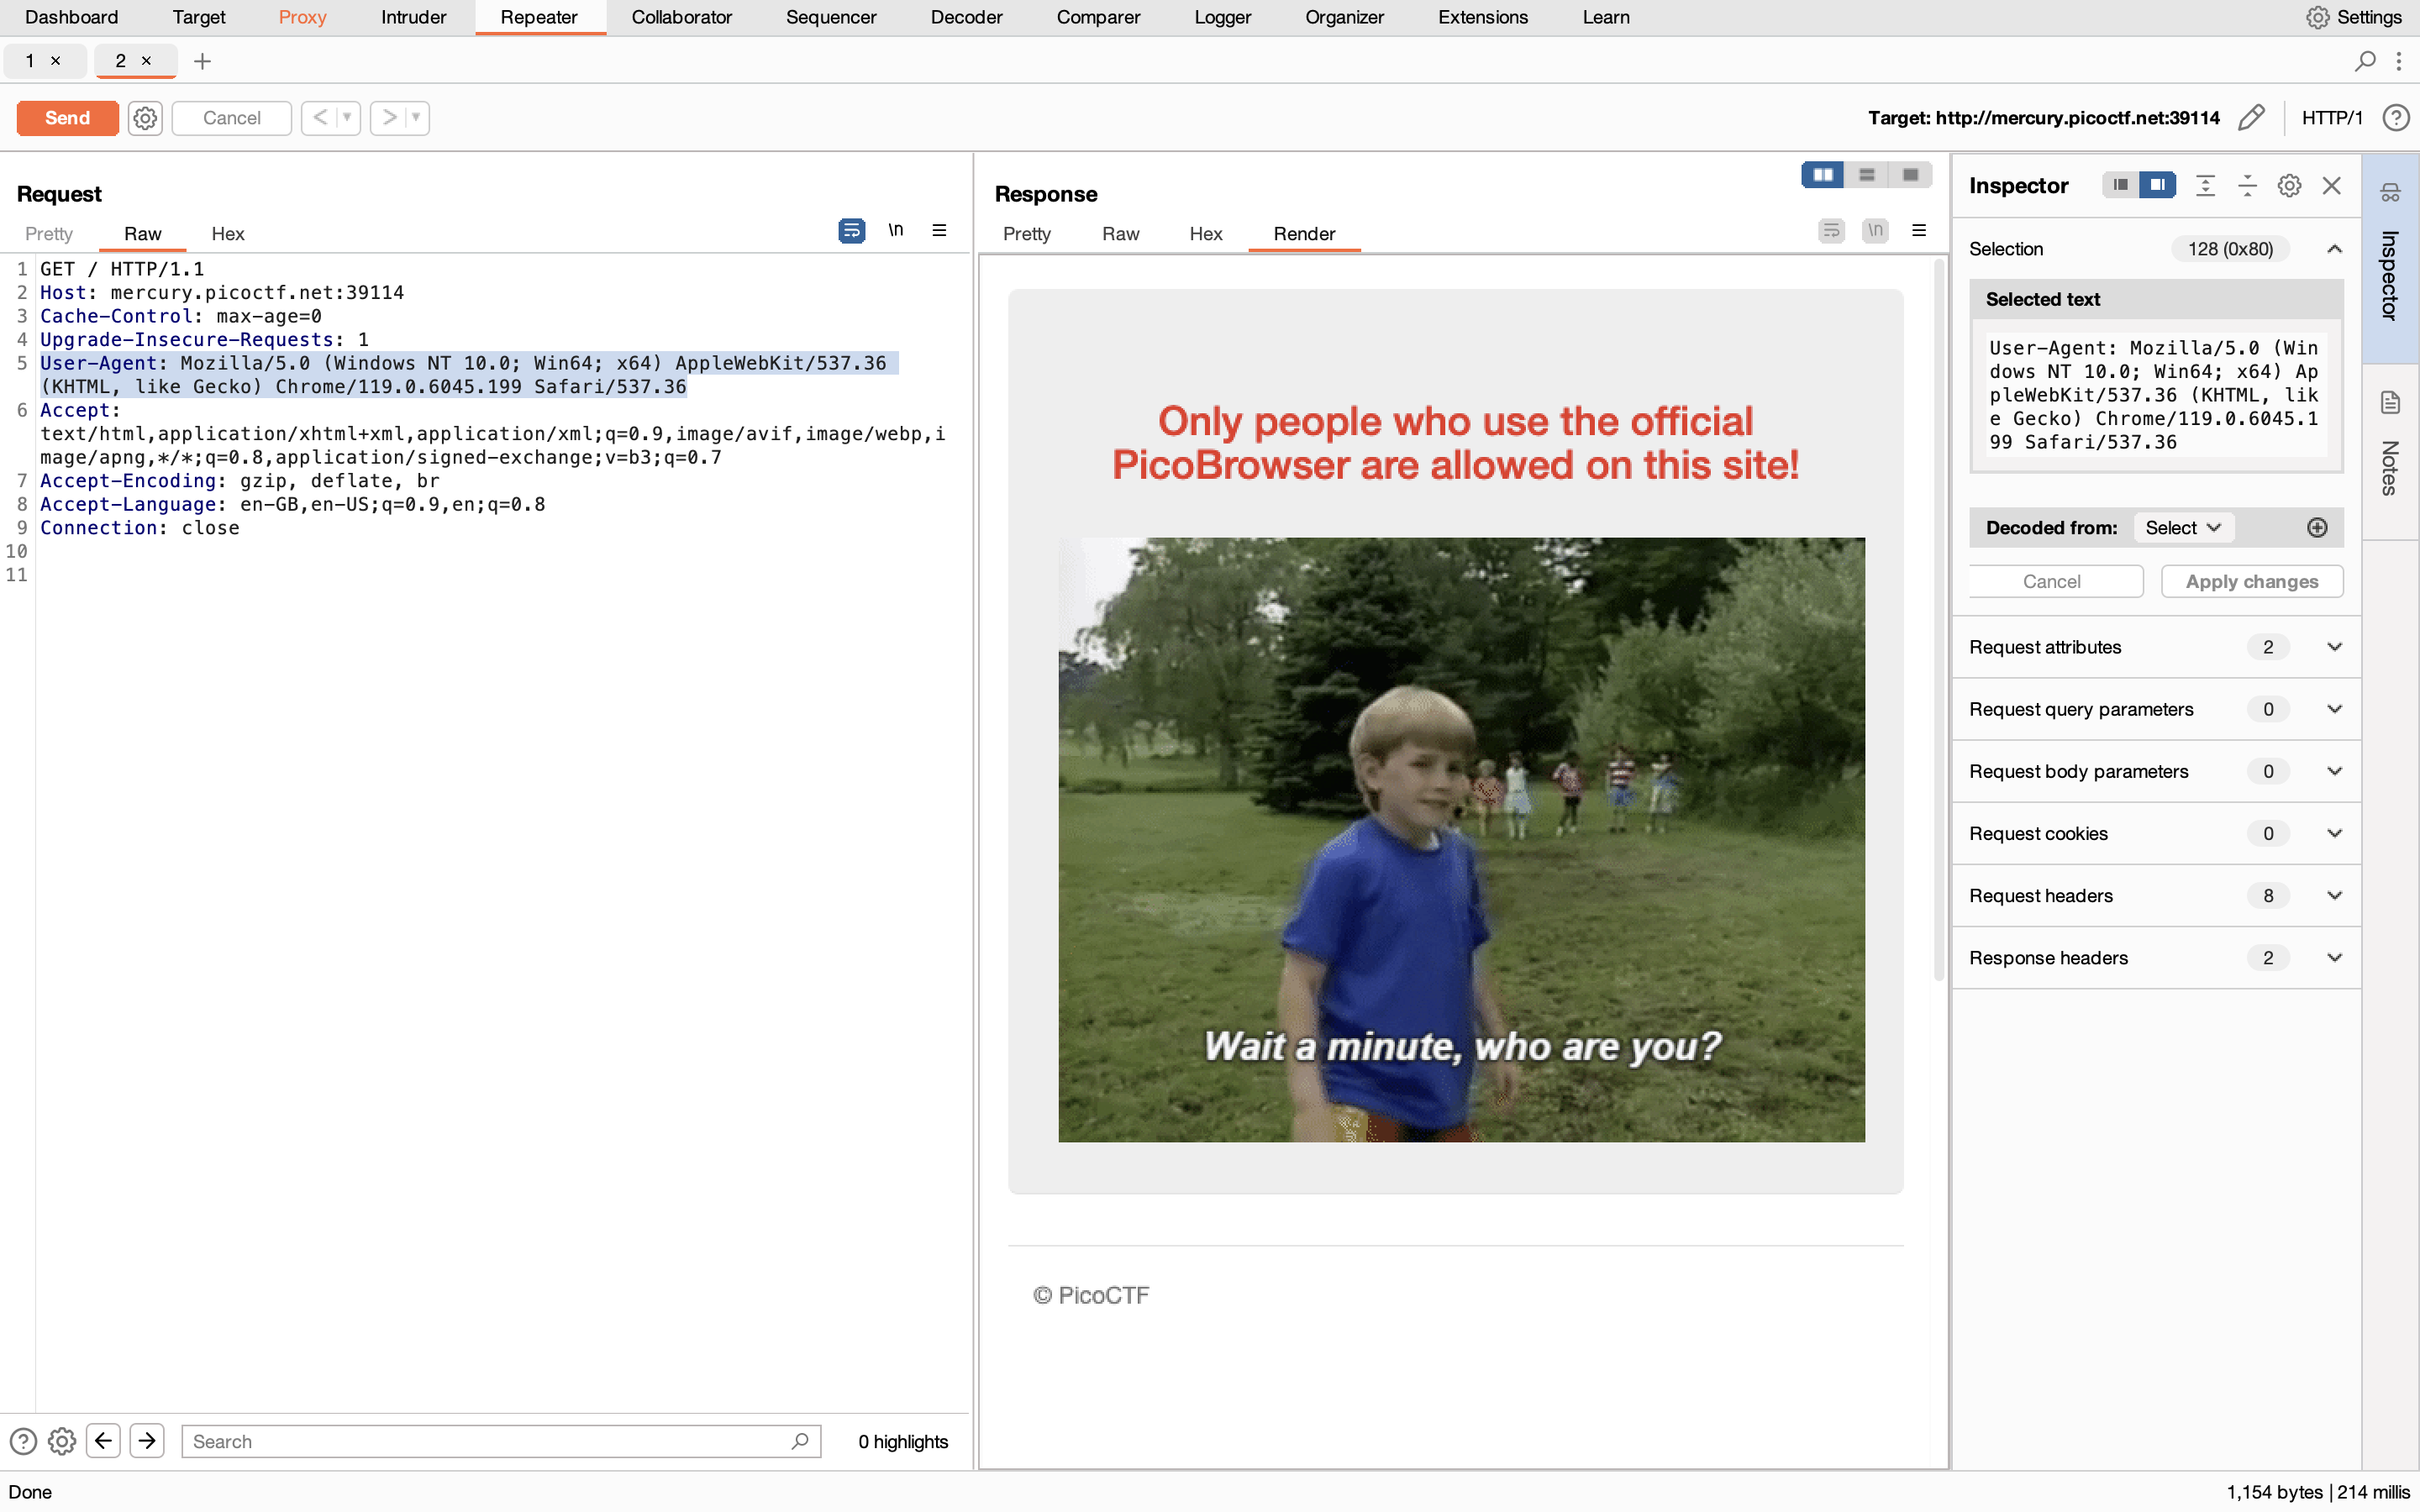 Dashboard Target Proxy Intruder Repeater Collaborator Sequencer Decoder Comparer Logger Organizer Extensions Learn Settings
1 × 2 × +
Send Cancel < > Target: http://mercury.picoctf.net:39114 HTTP/1 ?
Request
Pretty Raw Hex \n
1 GET / HTTP/1.1
2 Host: mercury.picoctf.net:39114
3 Cache-Control: max-age=0
4 Upgrade-Insecure-Requests: 1
5 User-Agent: Mozilla/5.0 (Windows NT 10.0; Win64; x64) AppleWebKit/537.36
(KHTML, like Gecko) Chrome/119.0.6045.199 Safari/537.36
6 Accept:
text/html,application/xhtml+xml,application/xml;q=0.9,image/avif,image/webp,i
mage/apng,*/*;q=0.8,application/signed-exchange;v=b3;q=0.7
7 Accept-Encoding: gzip, deflate, br
8 Accept-Language: en-GB,en-US;q=0.9,en;q=0.8
9 Connection: close
10
11
? Search 0 highlights
Response
Pretty Raw Hex Render \n
Only people who use the official
PicoBrowser are allowed on this site!
Wait a minute, who are you?
© PicoCTF
Inspector
Selection 128 (0x80)
Selected text
User-Agent: Mozilla/5.0 (Win
dows NT 10.0; Win64; x64) Ap
pleWebKit/537.36 (KHTML, lik
e Gecko) Chrome/119.0.6045.1
99 Safari/537.36
Decoded from: Select
Cancel Apply changes
Request attributes 2
Request query parameters 0
Request body parameters 0
Request cookies 0
Request headers 8
Response headers 2
Inspector
Notes
Done 1,154 bytes | 214 millis